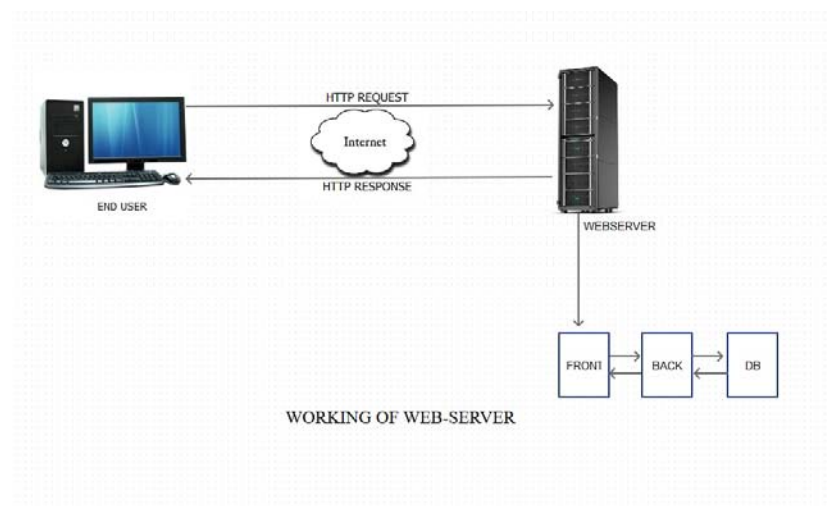 HTTP REQUEST
Internet
HTTP RESPONSE
END USER
WEBSERVER
FRONT
BACK
DB
WORKING OF WEB-SERVER